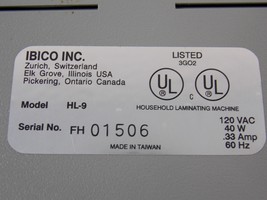 IBICO INC.
Zurich, Switzerland
Elk Grove, Illinois USA
Pickering, Ontario Canada
LISTED
3GO2
UL C UL
HOUSEHOLD LAMINATING MACHINE
Model HL-9
Serial No. FH 01506
120 VAC
40 W
.33 Amp
60 Hz
MADE IN TAIWAN